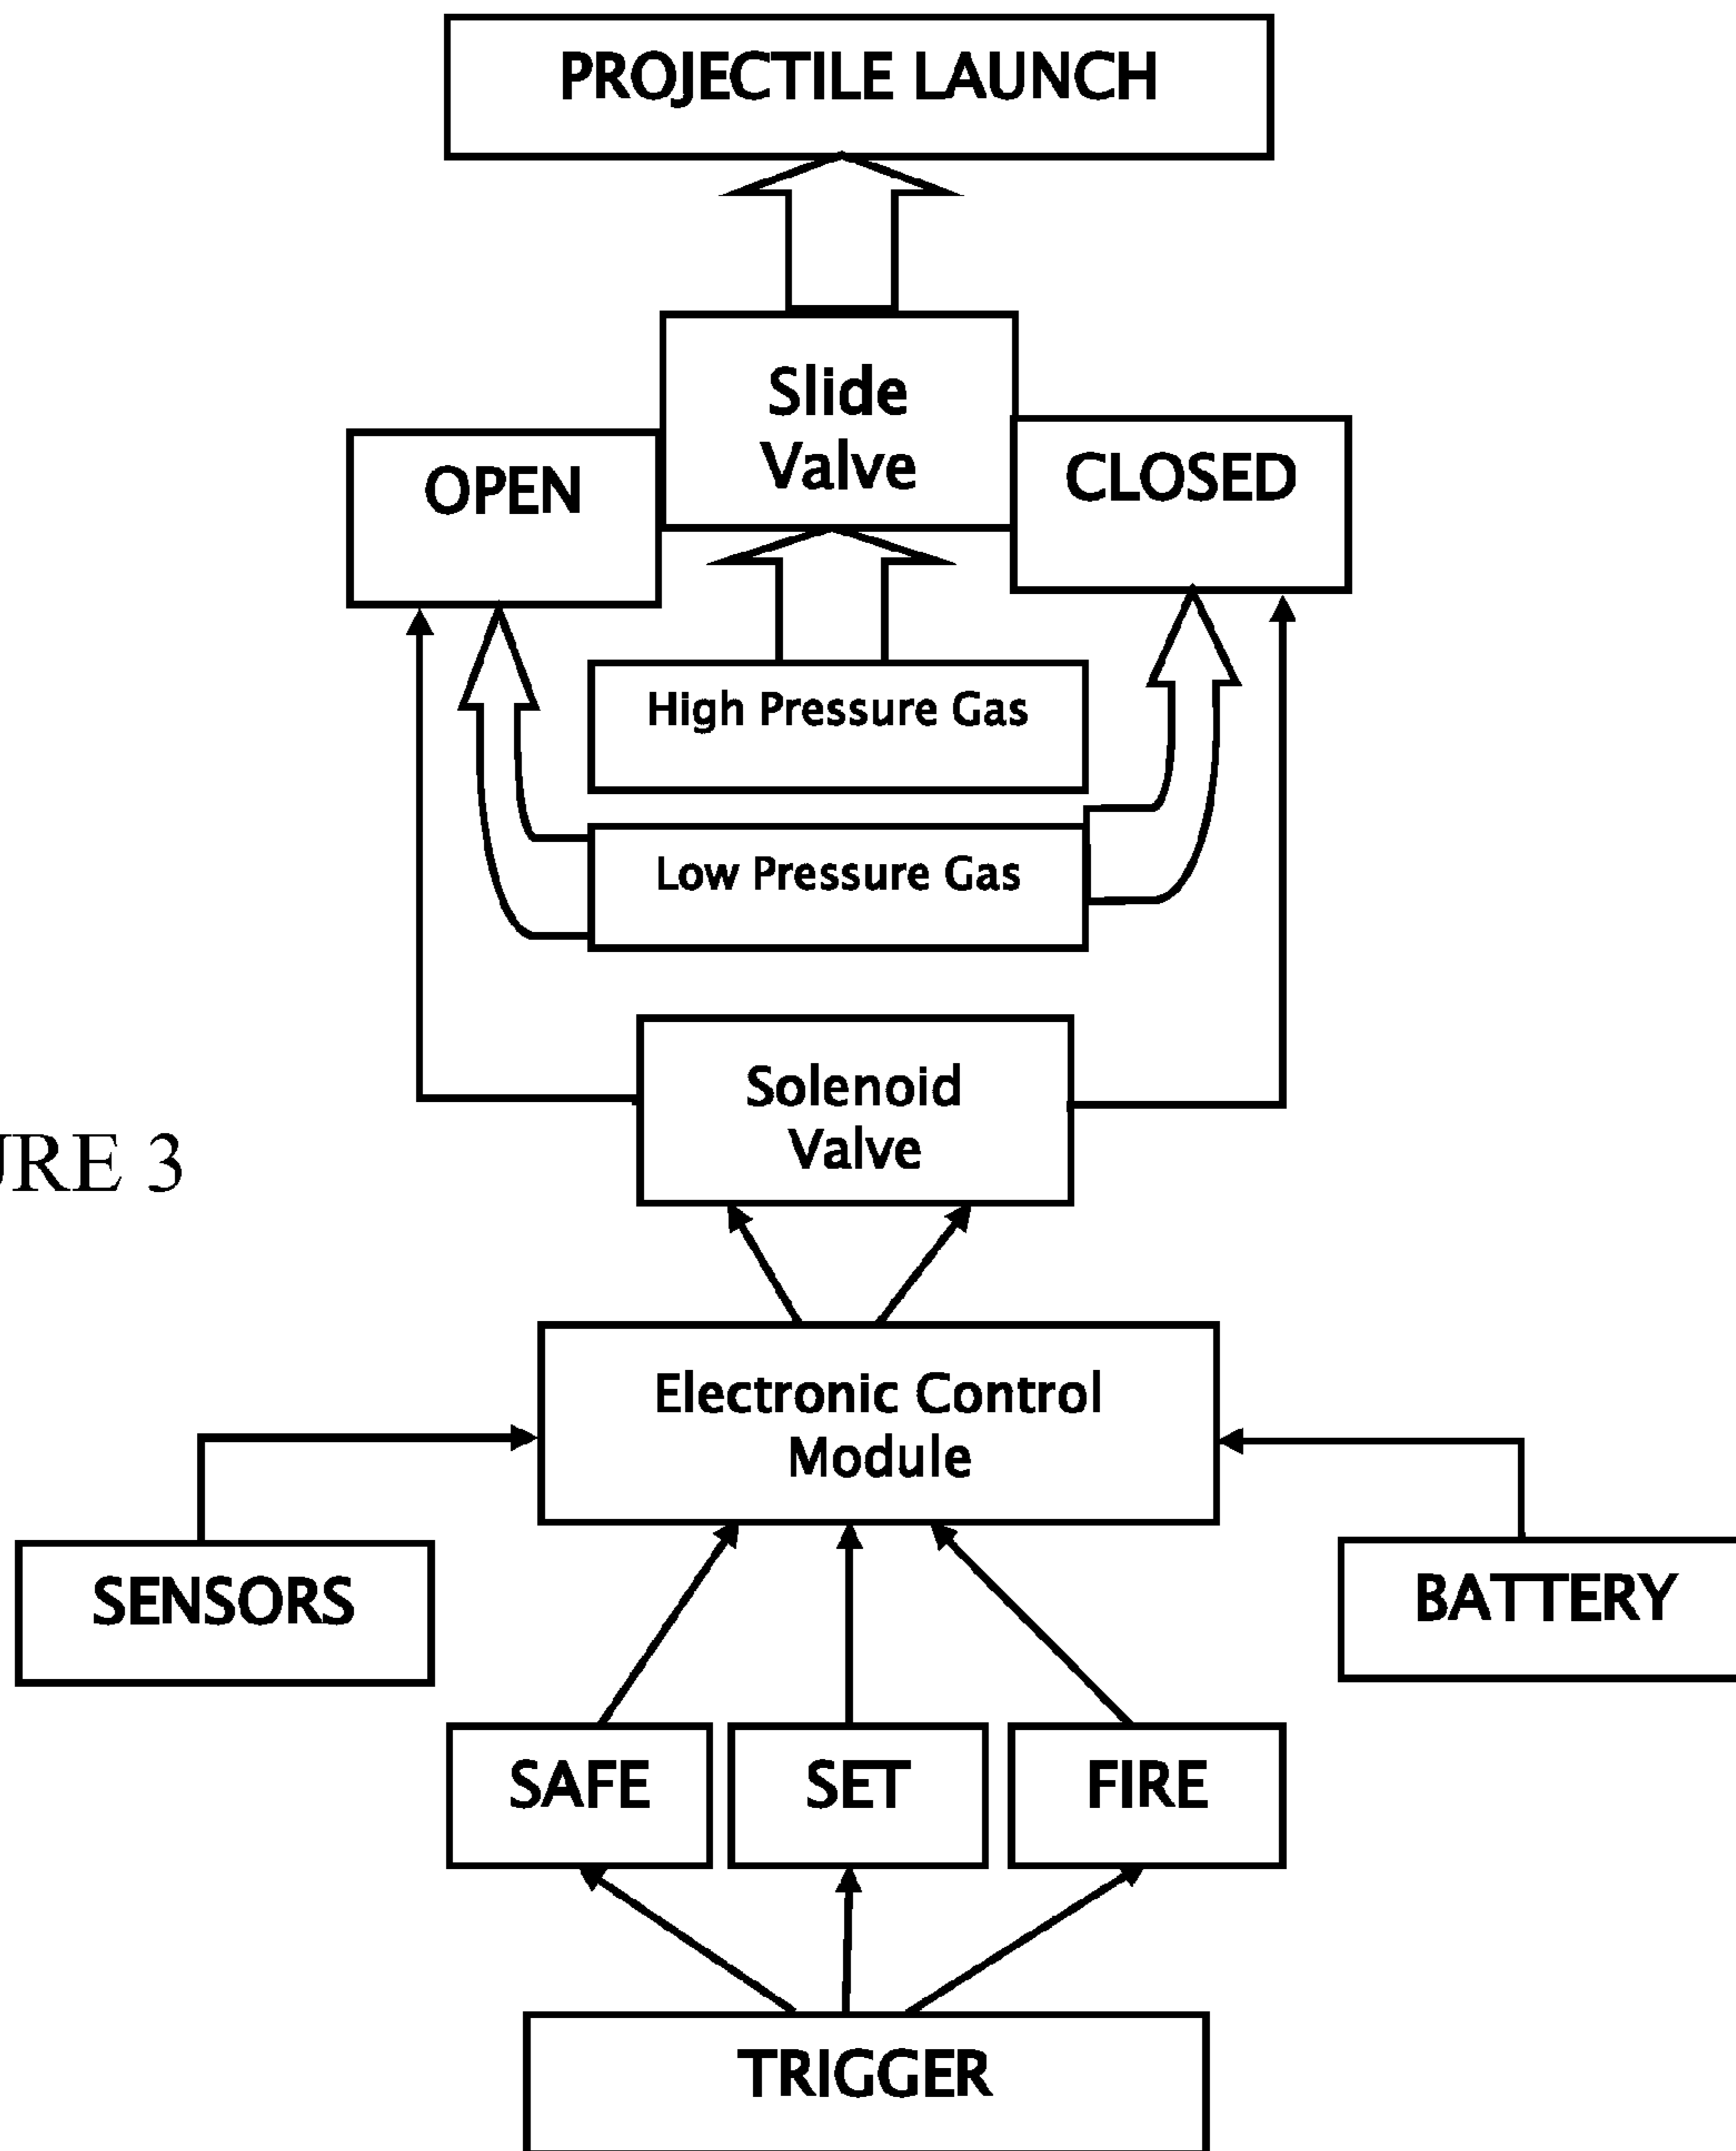 PROJECTILE LAUNCH
Slide
Valve
OPEN
CLOSED
High Pressure Gas
Low Pressure Gas
Solenoid
Valve
URE 3
Electronic Control
Module
SENSORS
BATTERY
SAFE
SET
FIRE
TRIGGER